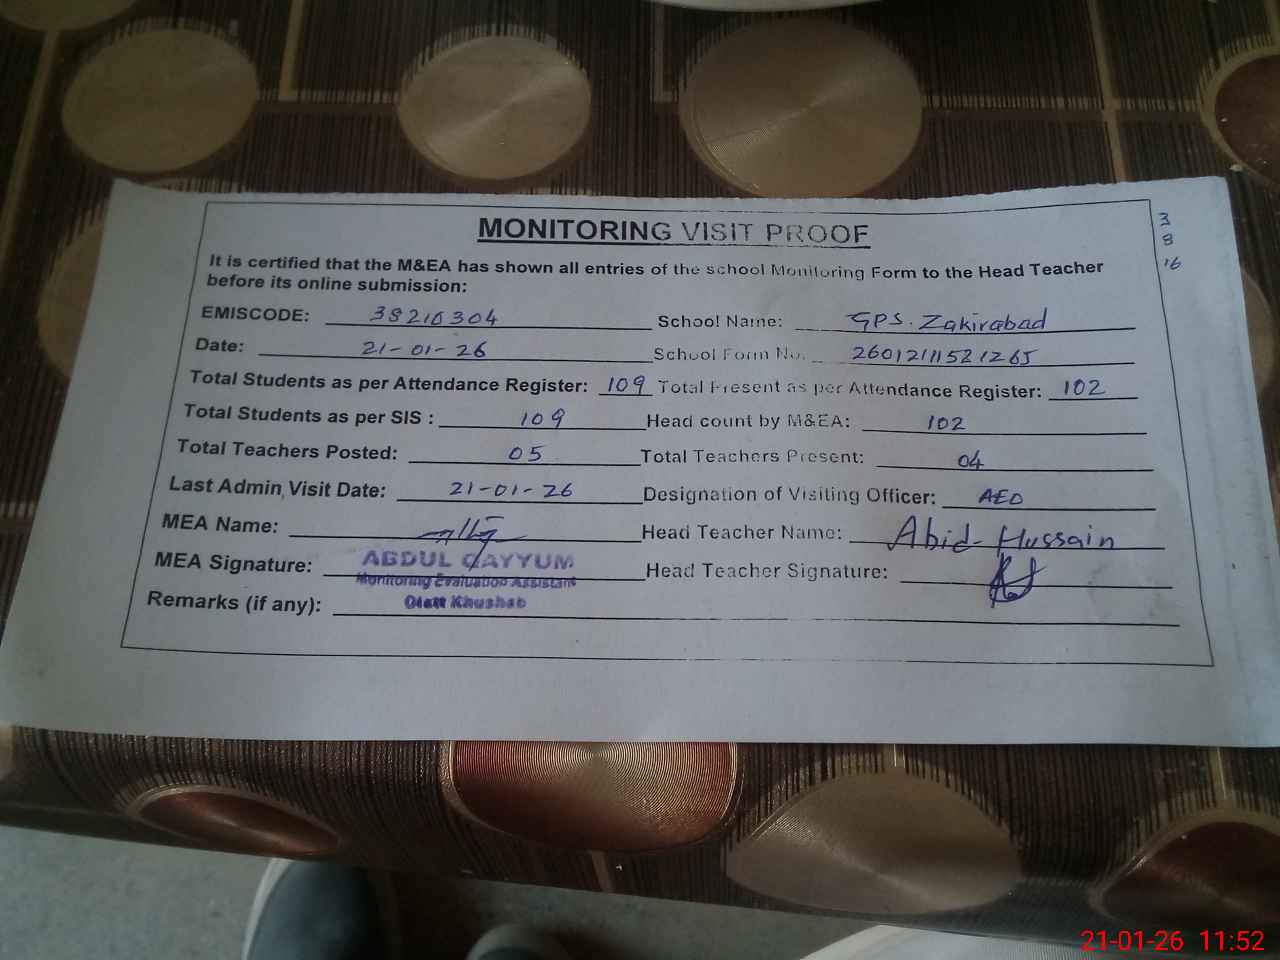 MONITORING VISIT PROOF
3
8
16
It is certified that the M&EA has shown all entries of the school Monitoring Form to the Head Teacher
before its online submission:
EMISCODE: 38210304 School Name: GPS. Zakirabad
Date: 21-01-26 School Form No. 26012111521265
Total Students as per Attendance Register: 109 Total Present as per Attendance Register: 102
Total Students as per SIS : 109 Head count by M&EA: 102
Total Teachers Posted: 05 Total Teachers Present: 04
Last Admin, Visit Date: 21-01-26 Designation of Visiting Officer: AEO
MEA Name: Head Teacher Name: Abid Hussain
MEA Signature: ABDUL QAYYUM Head Teacher Signature:
Monitoring Evaluation Assistant
Remarks (if any): Distt Khushab
21-01-26 11:52